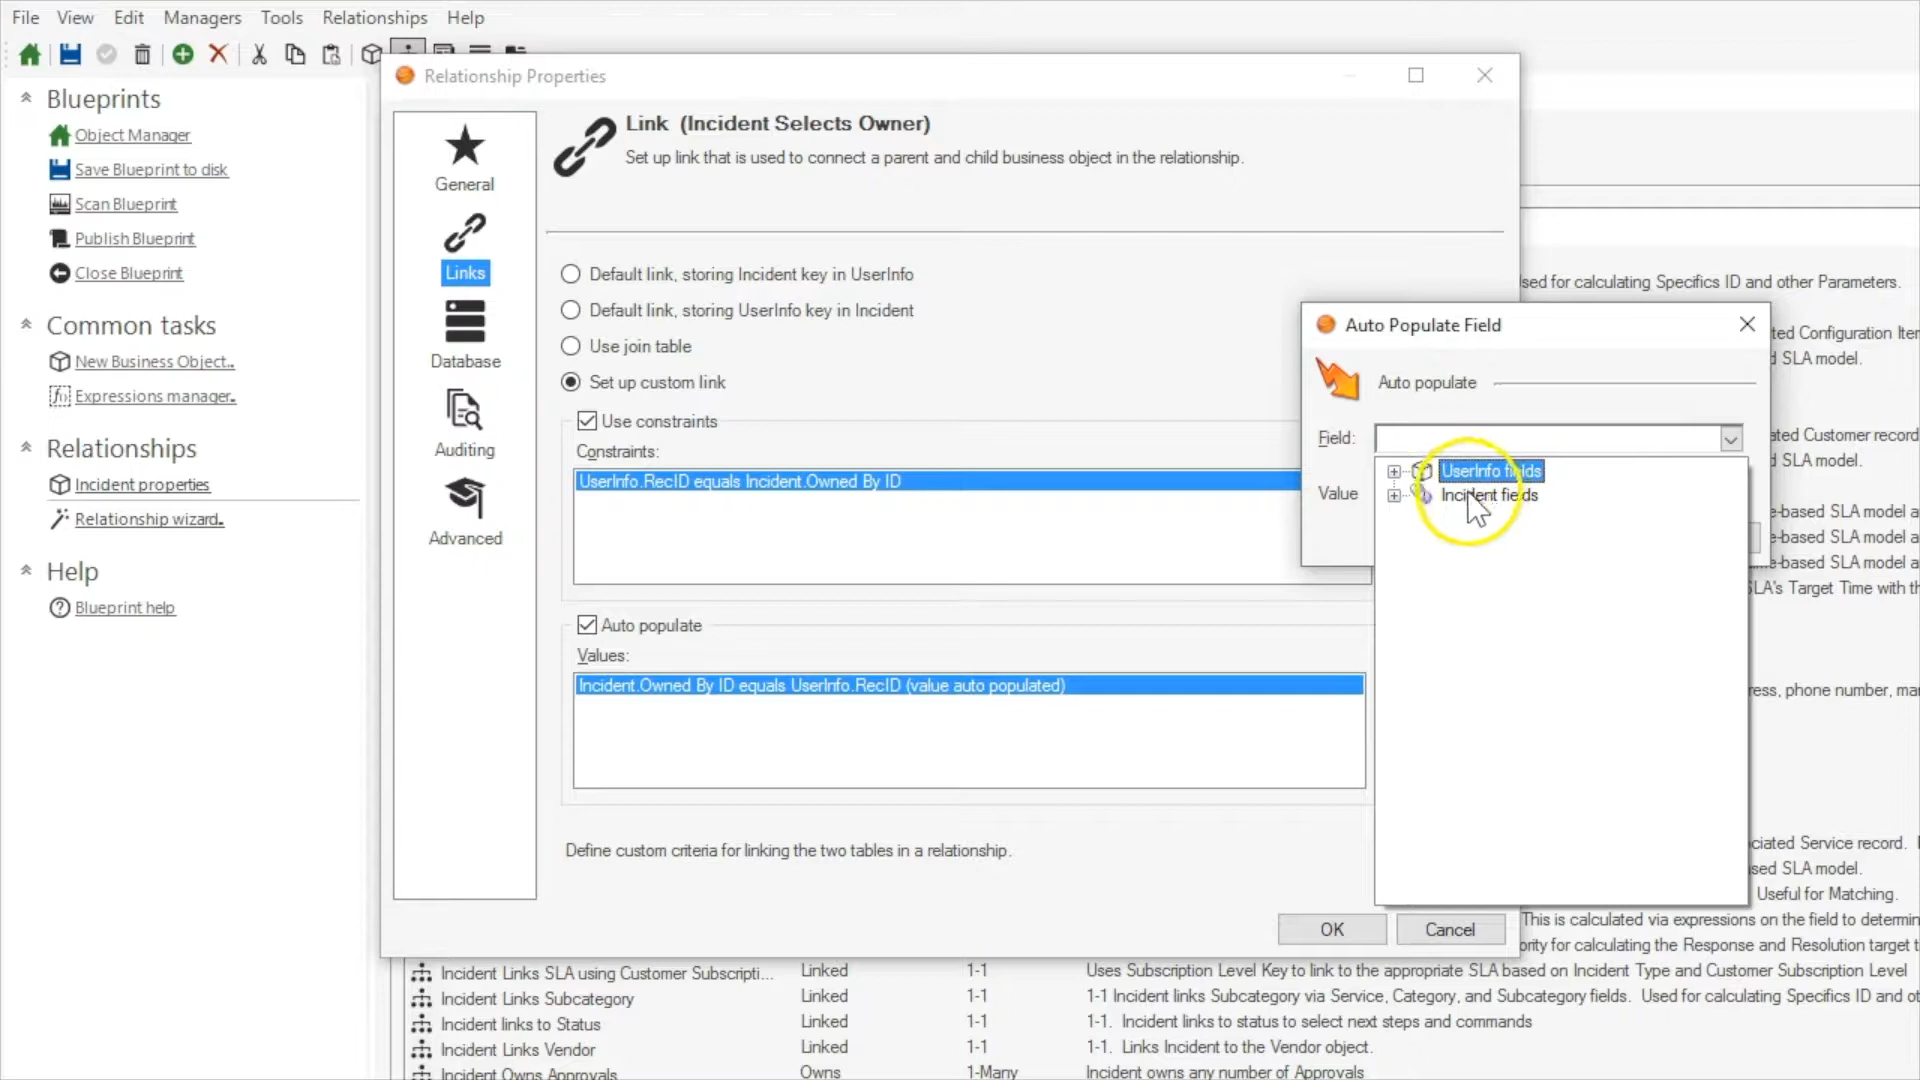 File View Edit Managers Tools Relationships Help
Relationship Properties
Blueprints
Object Manager
Save Blueprint to disk
Scan Blueprint
Publish Blueprint
Close Blueprint
Common tasks
New Business Object...
Expressions manager...
Relationships
Incident properties
Relationship wizard...
Help
Blueprint help
General
Links
Database
Auditing
Advanced
Link (Incident Selects Owner)
Set up link that is used to connect a parent and child business object in the relationship.
Default link, storing Incident key in UserInfo
Default link, storing UserInfo key in Incident
Use join table
Set up custom link
Use constraints
Constraints:
UserInfo.RecID equals Incident.Owned By ID
Auto populate
Values:
Incident.Owned By ID equals UserInfo.RecID (value auto populated)
Define custom criteria for linking the two tables in a relationship.
OK Cancel
Auto Populate Field
Auto populate
Field:
UserInfo fields
Incident fields
Value
for calculating Specifics ID and other Parameters.
Configuration
SLA model.
Customer record
SLA model.
-based SLA model
-based SLA model
-based SLA model
SLA's Target Time with
phone number,
Service record.
SLA model.
Useful for Matching.
This is calculated via expressions on the field to
for calculating the Response and Resolution target
Incident Links SLA using Customer Subscripti... Linked 1-1 Uses Subscription Level Key to link to the appropriate SLA based on Incident Type and Customer Subscription Level
Incident Links Subcategory Linked 1-1 1-1 Incident links Subcategory via Service, Category, and Subcategory fields. Used for calculating Specifics ID and
Incident links to Status Linked 1-1 1-1. Incident links to status to select next steps and commands
Incident Links Vendor Linked 1-1 1-1. Links Incident to the Vendor object.
Incident Owns Approvals Owns 1-Many Incident owns any number of Approvals